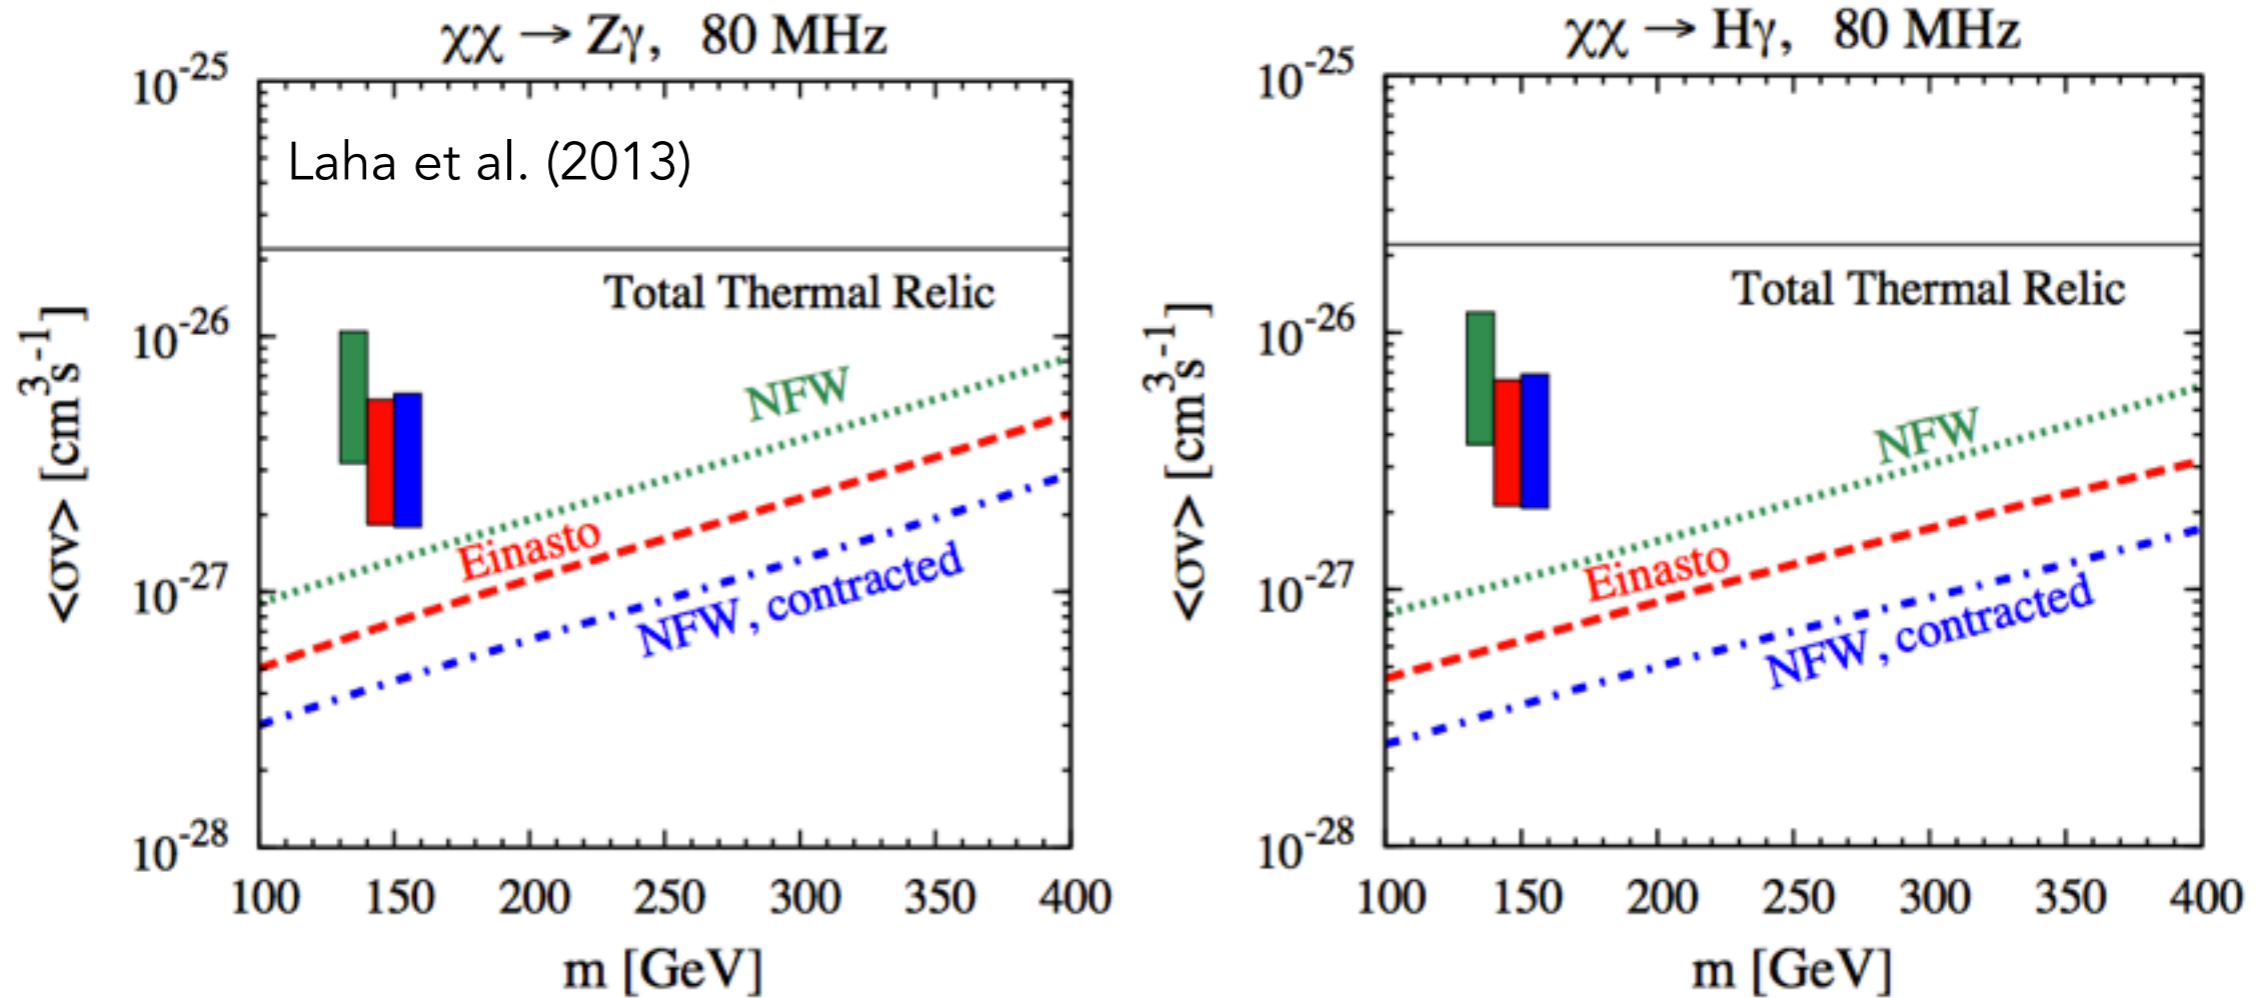 χχ → Zγ, 80 MHz
10^-25
Laha et al. (2013)
Total Thermal Relic
10^-26
NFW
Einasto
10^-27
NFW, contracted
10^-28
<σv> [cm^3s^-1]
100 150 200 250 300 350 400
m [GeV]
χχ → Hγ, 80 MHz
10^-25
Total Thermal Relic
10^-26
NFW
Einasto
10^-27
NFW, contracted
10^-28
<σv> [cm^3s^-1]
100 150 200 250 300 350 400
m [GeV]